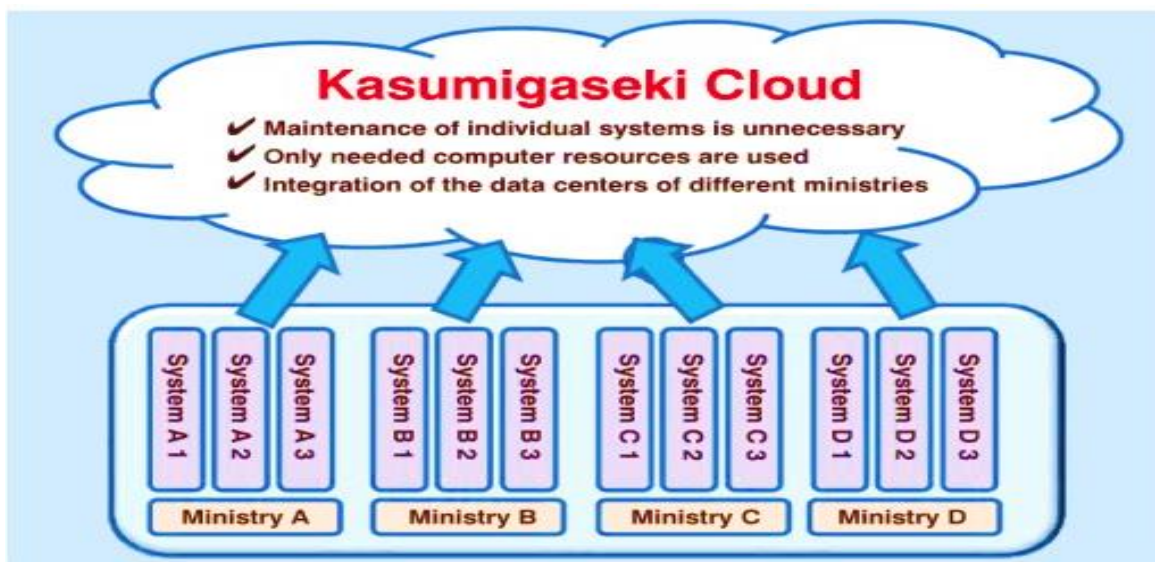 Kasumigaseki Cloud
✔ Maintenance of individual systems is unnecessary
✔ Only needed computer resources are used
✔ Integration of the data centers of different ministries
System A 1
System A 2
System A 3
System B 1
System B 2
System B 3
System C 1
System C 2
System C 3
System D 1
System D 2
System D 3
Ministry A
Ministry B
Ministry C
Ministry D